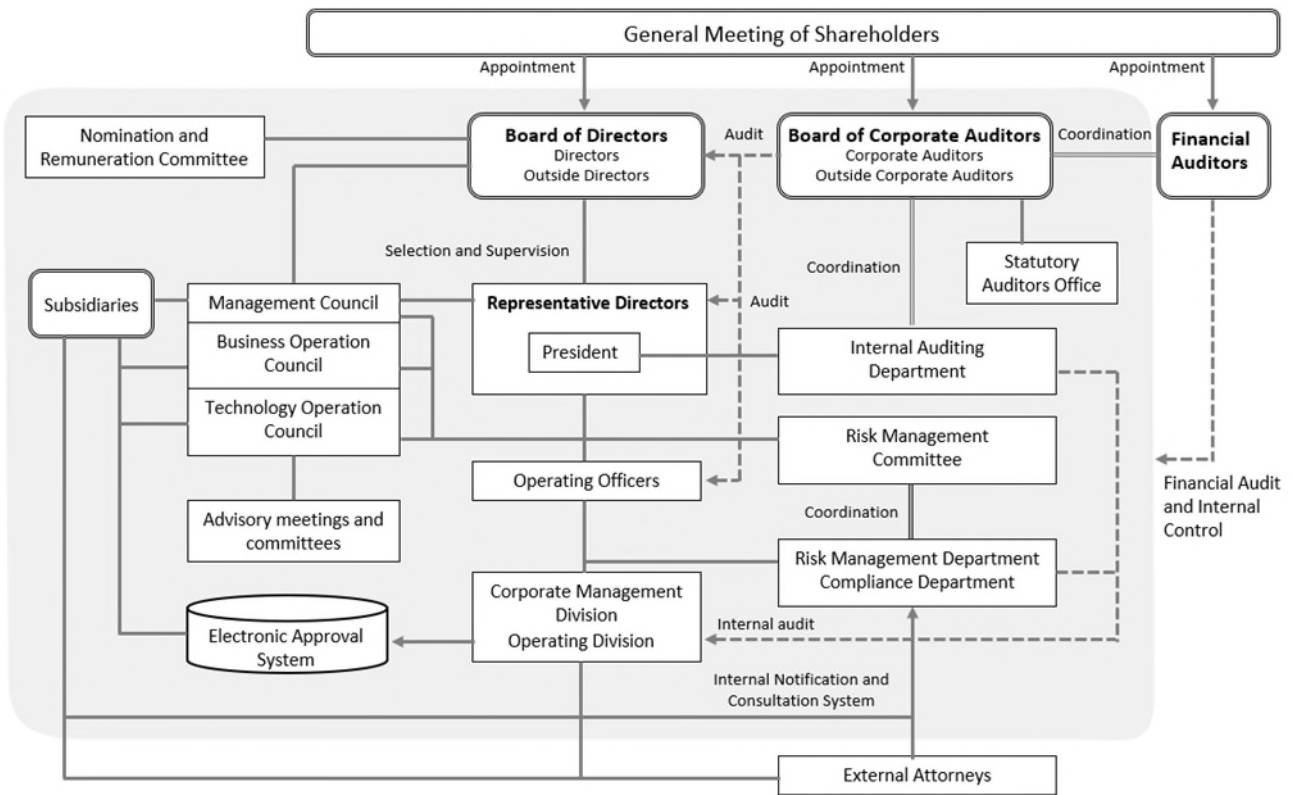 General Meeting of Shareholders
Appointment
Appointment
Appointment
Nomination and
Remuneration Committee
Board of Directors
Directors
Outside Directors
Audit
Board of Corporate Auditors
Corporate Auditors
Outside Corporate Auditors
Coordination
Financial
Auditors
Selection and Supervision
Coordination
Statutory
Auditors Office
Subsidiaries
Management Council
Business Operation
Council
Technology Operation
Council
Representative Directors
President
Audit
Internal Auditing
Department
Risk Management
Committee
Operating Officers
Financial Audit
and Internal
Control
Advisory meetings and
committees
Coordination
Risk Management Department
Compliance Department
Corporate Management
Division
Operating Division
Electronic Approval
System
Internal audit
Internal Notification and
Consultation System
External Attorneys